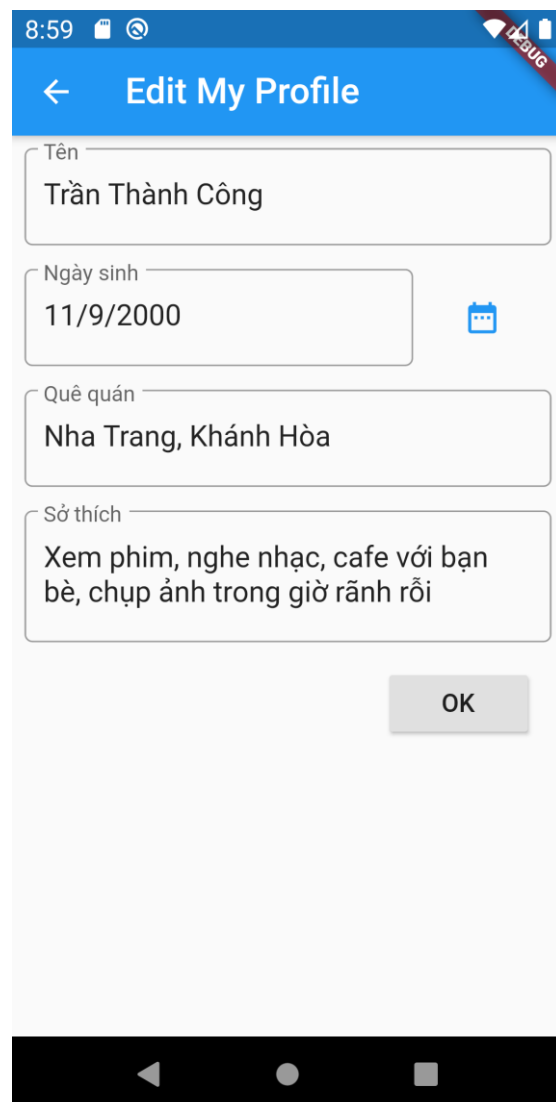 8:59
DEBUG
Edit My Profile
Tên
Trần Thành Công
Ngày sinh
11/9/2000
Quê quán
Nha Trang, Khánh Hòa
Sở thích
Xem phim, nghe nhạc, cafe với bạn
bè, chụp ảnh trong giờ rãnh rỗi
OK